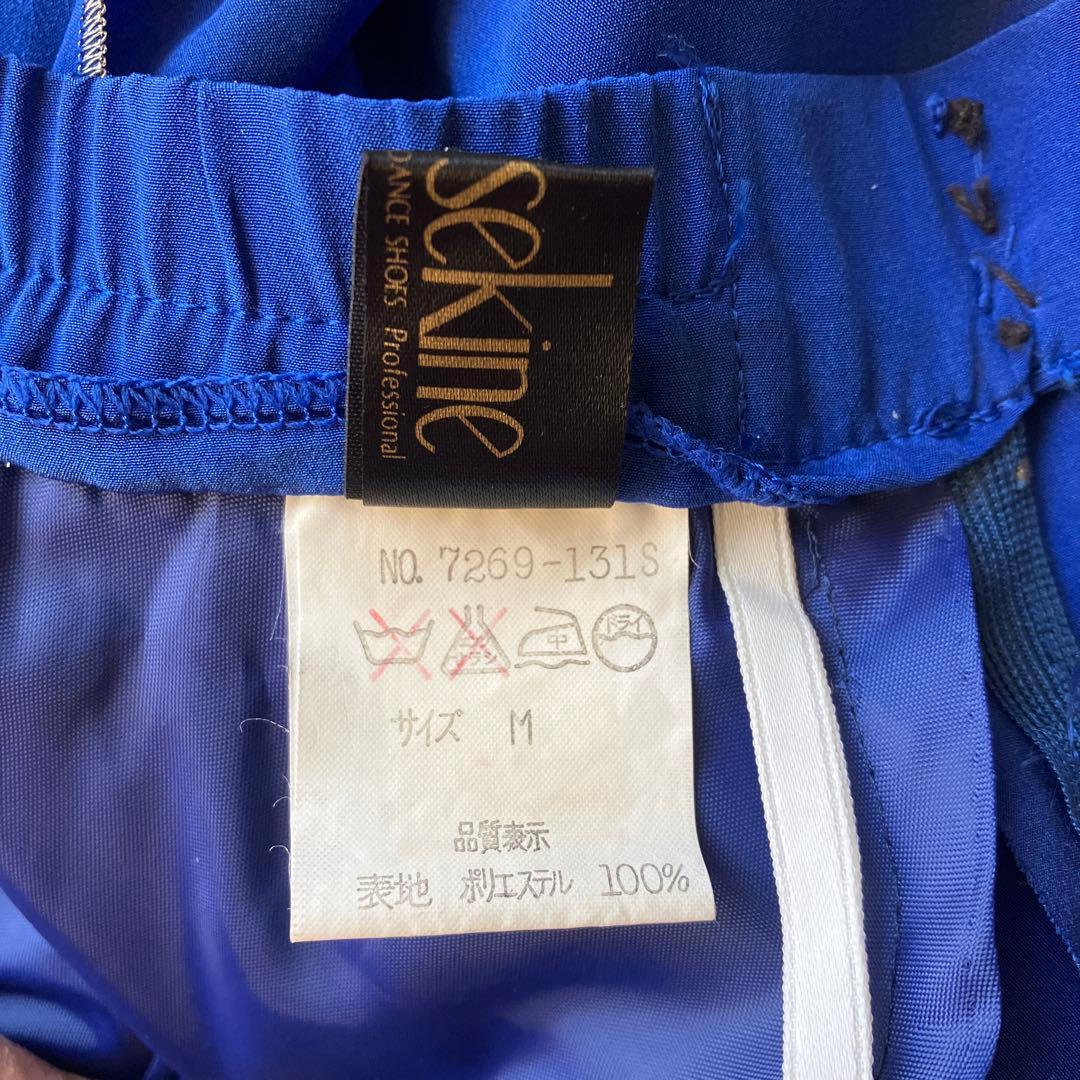 sekine
DANCE SHOES Professional
NO. 7269-131S
中
ドライ
サイズ M
品質表示
表地 ポリエステル 100%